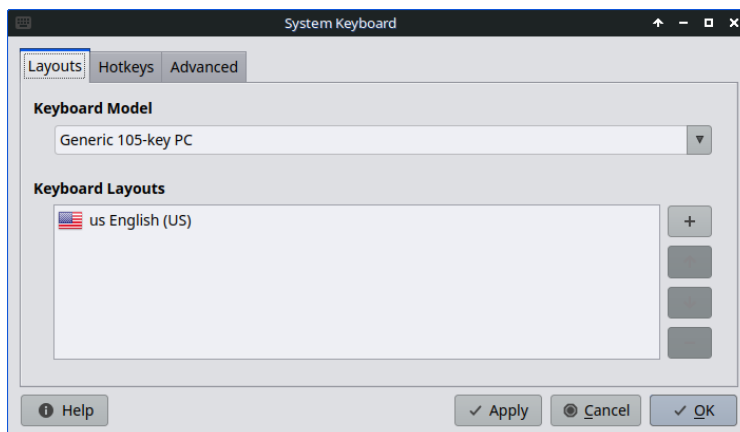 System Keyboard
Layouts Hotkeys Advanced
Keyboard Model
Generic 105-key PC
Keyboard Layouts
us English (US)
Help Apply Cancel OK